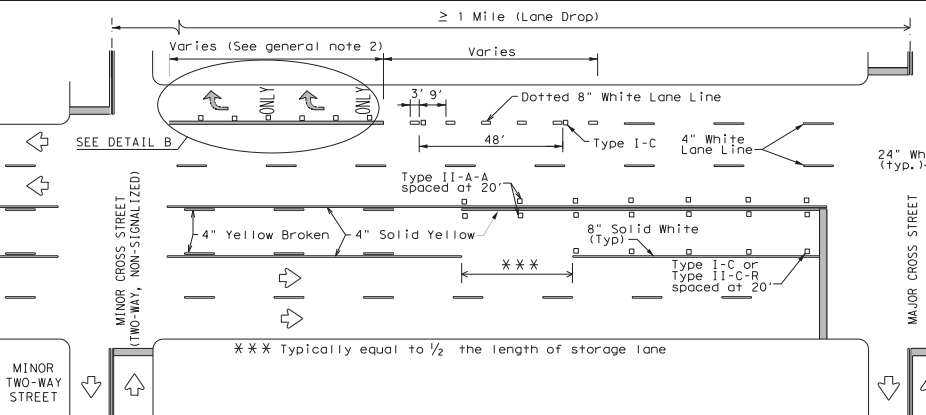 ≥ 1 Mile (Lane Drop)
Varies (See general note 2)
Varies
ONLY
ONLY
3' 9'
Dotted 8" White Lane Line
SEE DETAIL B
48'
Type I-C
4" White
Lane Line
24" Wh
(typ.)
Type II-A-A
spaced at 20'
4" Yellow Broken
4" Solid Yellow
8" Solid White
(Typ)
***
Type I-C or
Type II-C-R
spaced at 20'
MINOR CROSS STREET
(TWO-WAY, NON-SIGNALIZED)
MAJOR CROSS STREET
*** Typically equal to 1/2 the length of storage lane
MINOR
TWO-WAY
STREET